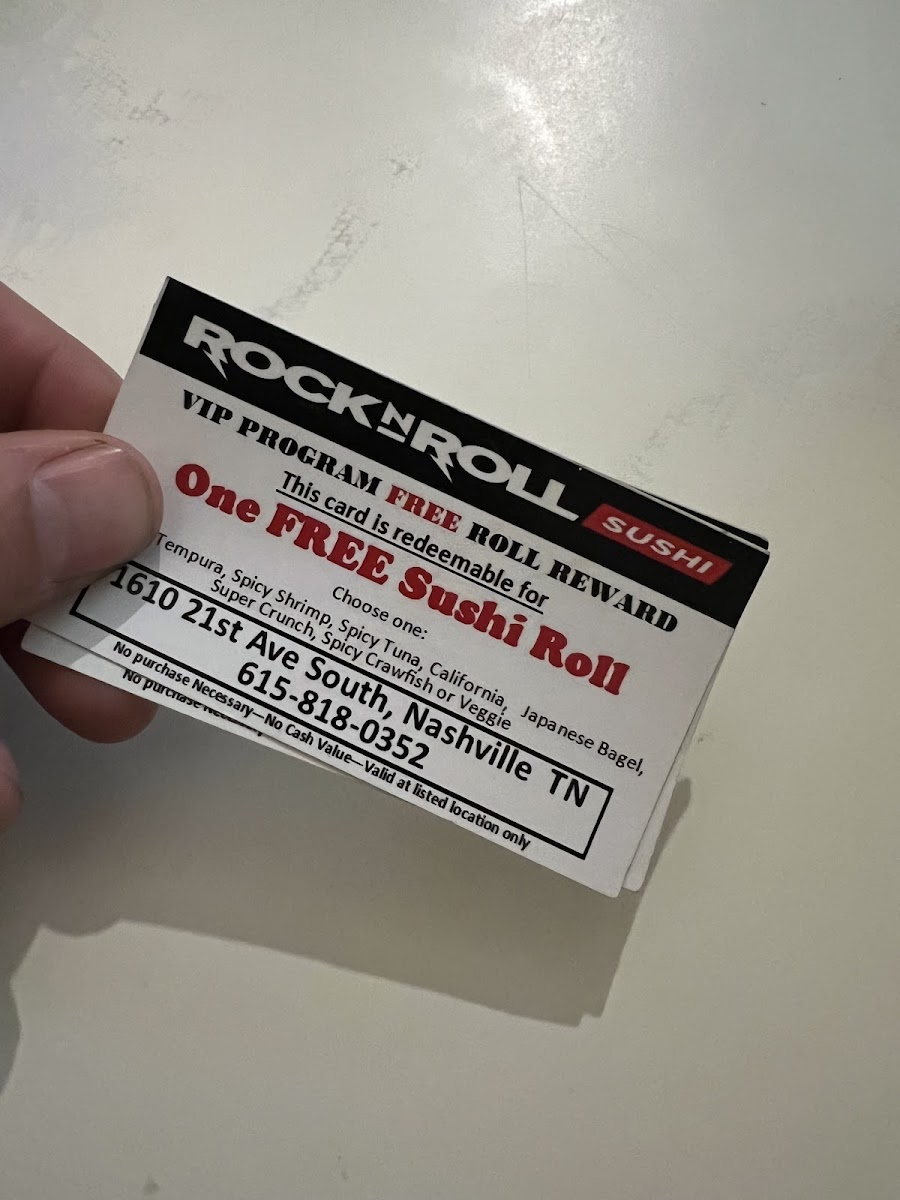 ROCK N ROLL SUSHI
VIP PROGRAM FREE ROLL REWARD
This card is redeemable for
One FREE Sushi Roll
Choose one:
Tempura, Spicy Shrimp, Spicy Tuna, California, Japanese Bagel,
Super Crunch, Spicy Crawfish or Veggie
1610 21st Ave South, Nashville TN
615-818-0352
No purchase Necessary—No Cash Value—Valid at listed location only
No purchase